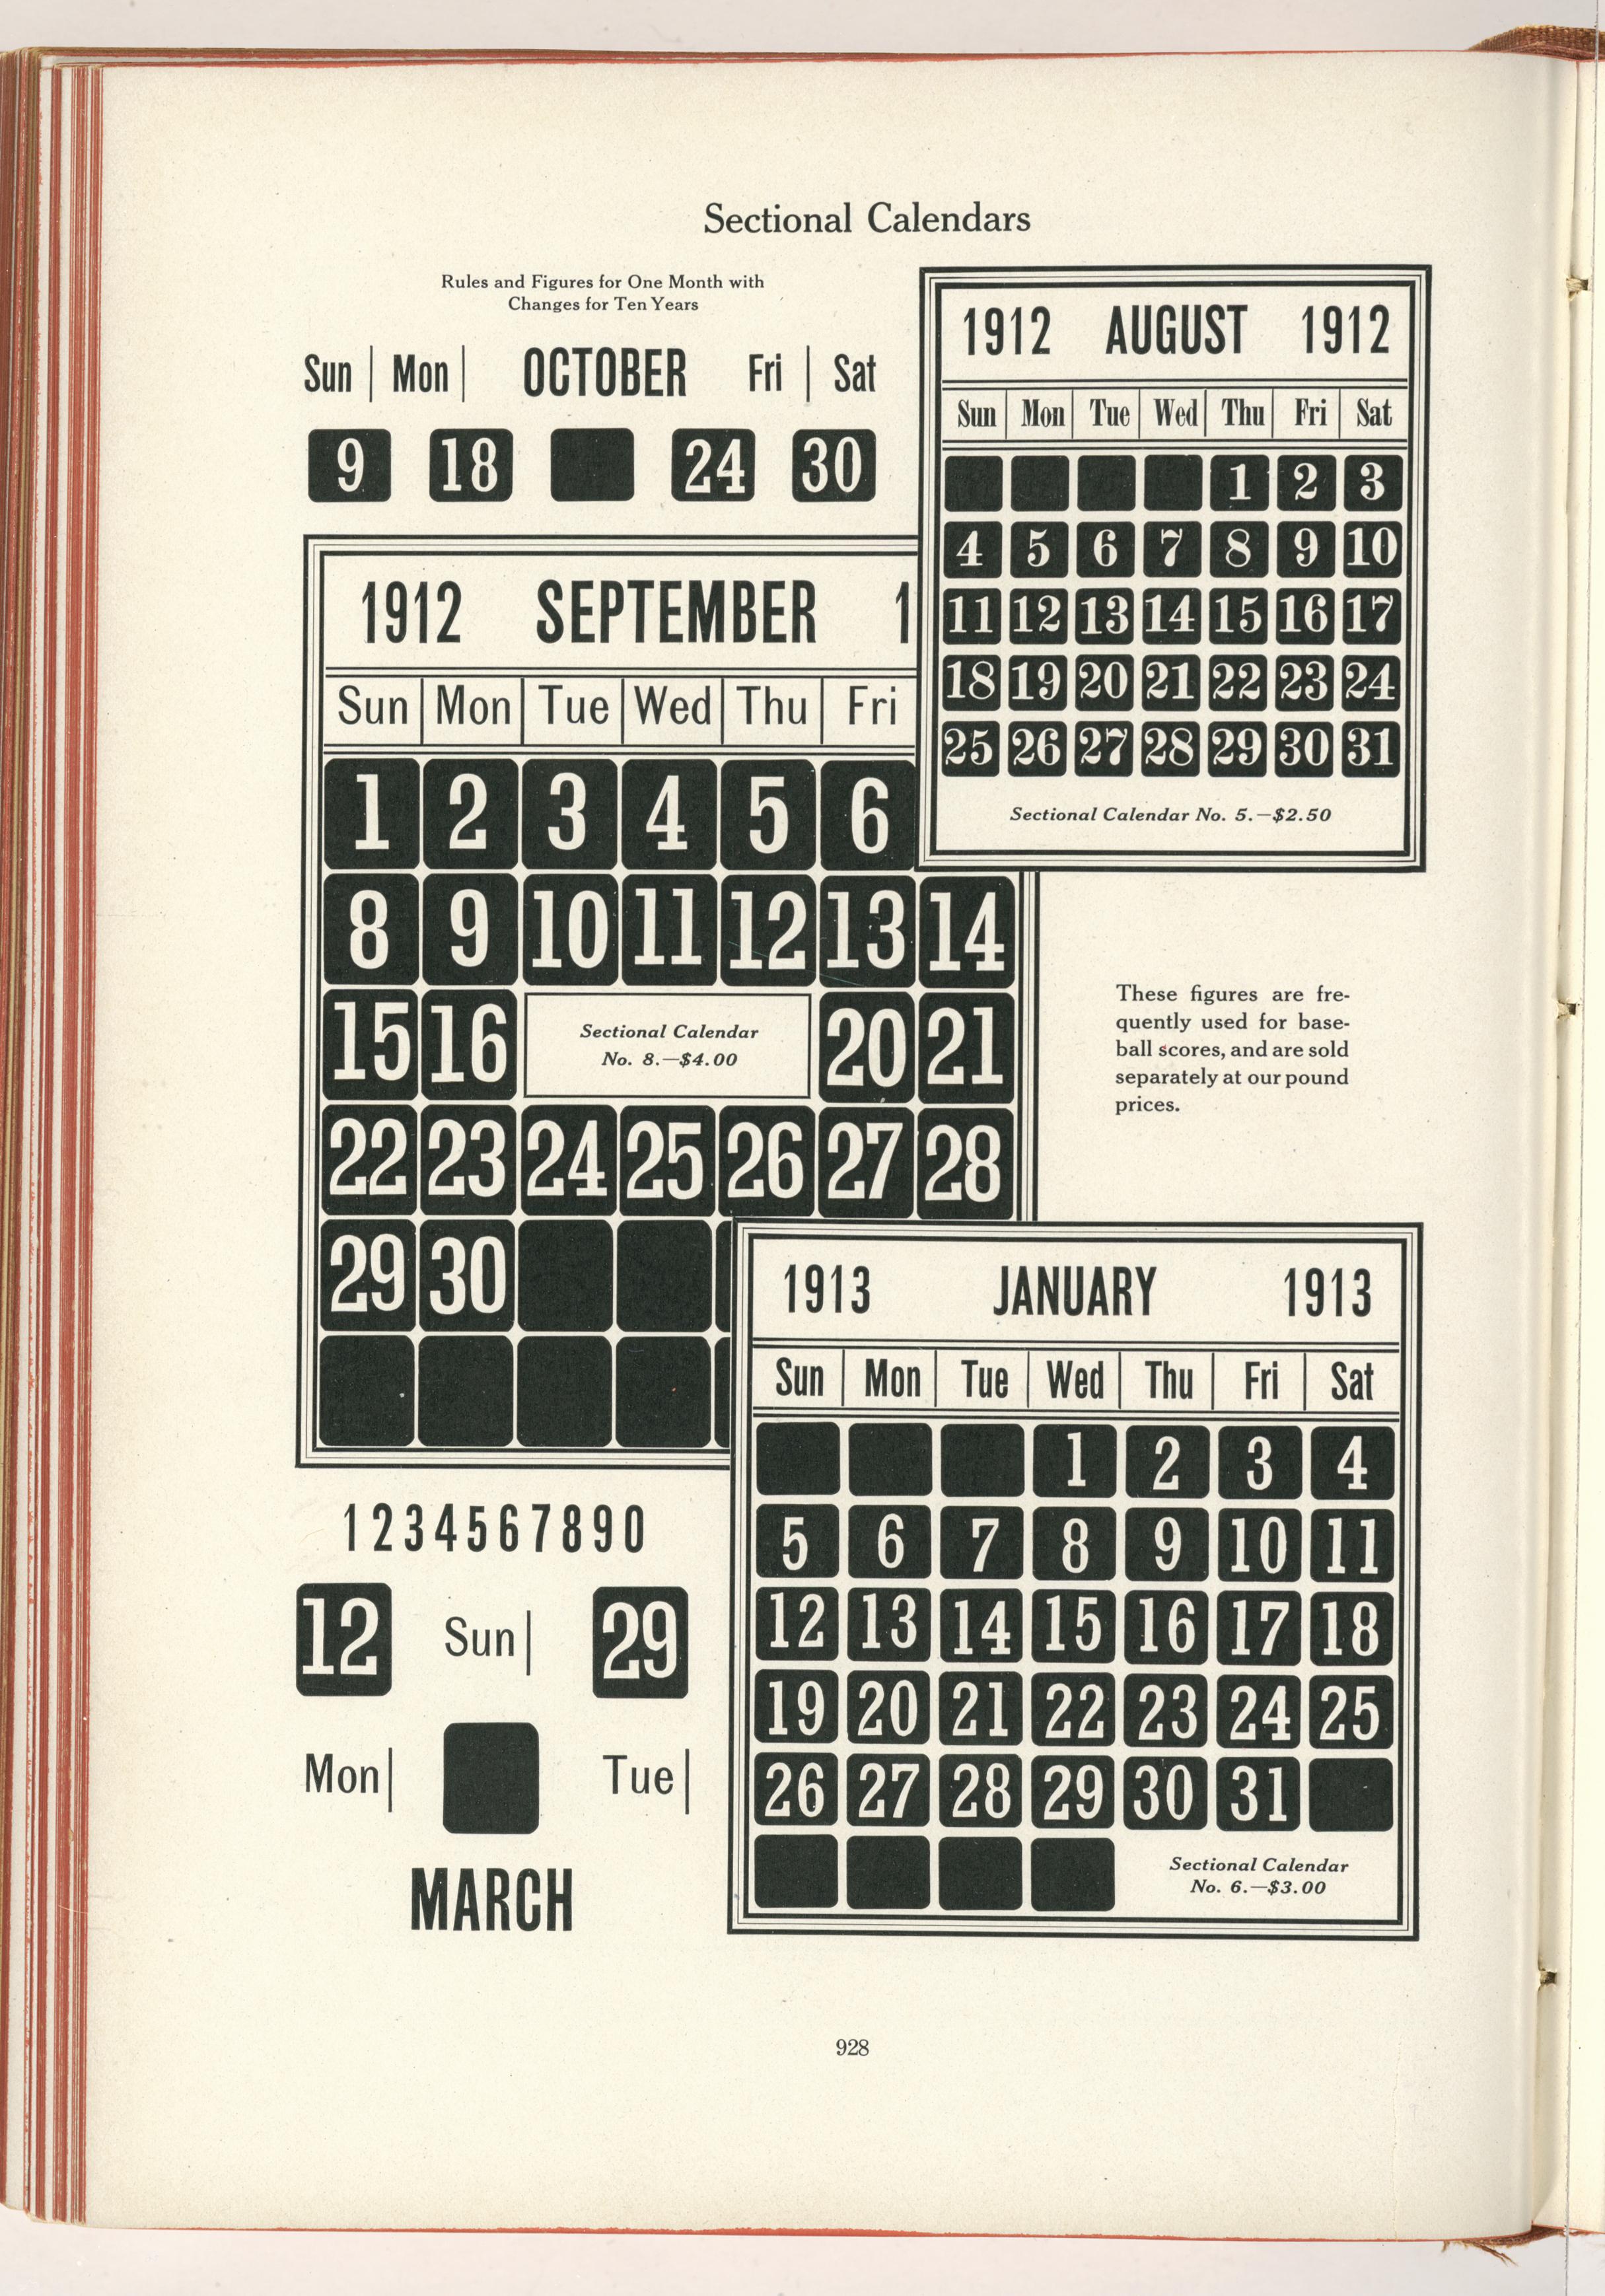 Sectional Calendars
Rules and Figures for One Month with
Changes for Ten Years
Sun Mon OCTOBER Fri Sat
9 18 24 30
1912 AUGUST 1912
Sun Mon Tue Wed Thu Fri Sat
1 2 3
4 5 6 7 8 9 10
11 12 13 14 15 16 17
18 19 20 21 22 23 24
25 26 27 28 29 30 31
Sectional Calendar No. 5.—$2.50
1912 SEPTEMBER 1
Sun Mon Tue Wed Thu Fri
1 2 3 4 5 6
8 9 10 11 12 13 14
15 16 Sectional Calendar 20 21
No. 8.—$4.00
22 23 24 25 26 27 28
29 30
These figures are fre-
quently used for base-
ball scores, and are sold
separately at our pound
prices.
1913 JANUARY 1913
Sun Mon Tue Wed Thu Fri Sat
1 2 3 4
5 6 7 8 9 10 11
12 13 14 15 16 17 18
19 20 21 22 23 24 25
26 27 28 29 30 31
Sectional Calendar
No. 6.—$3.00
1234567890
12 Sun 29
Mon Tue
MARCH
928